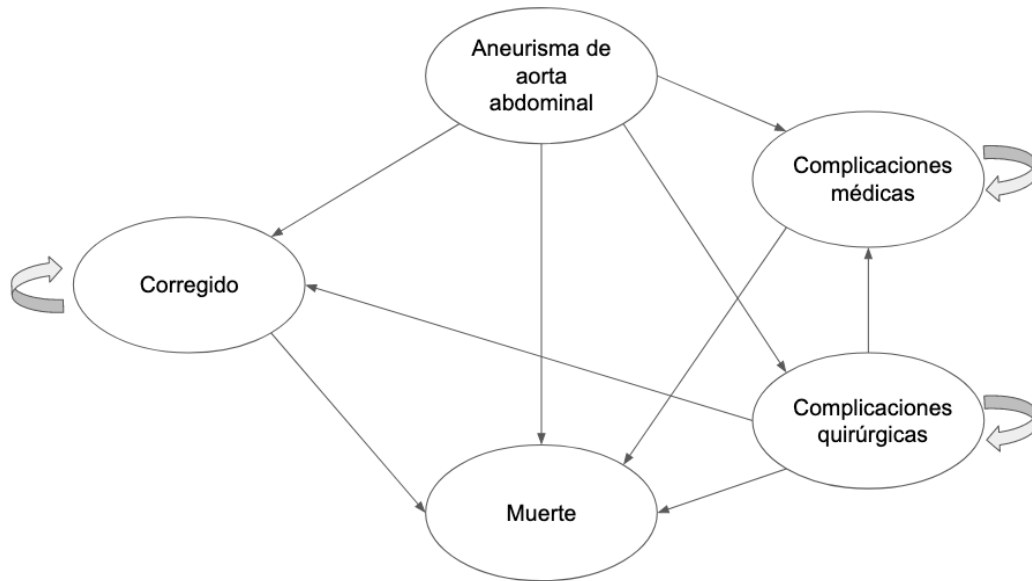 Aneurisma de
aorta
abdominal
Complicaciones
médicas
Corregido
Complicaciones
quirúrgicas
Muerte